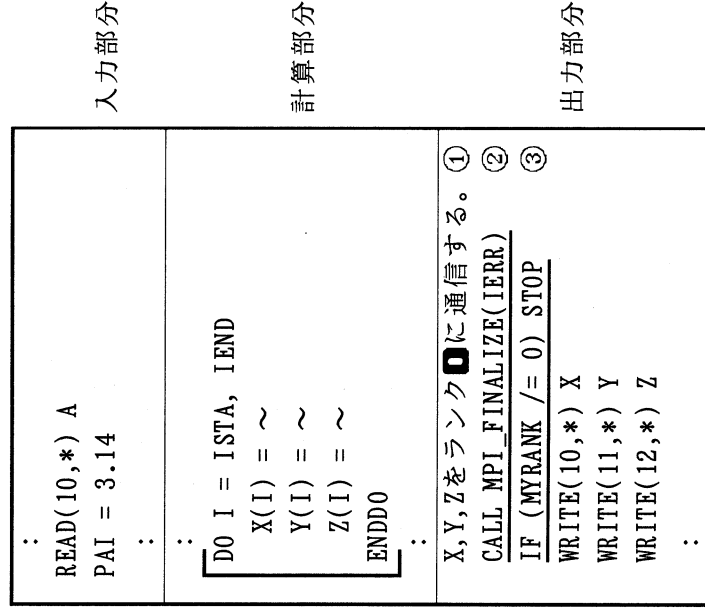 :
READ(10,*) A
PAI = 3.14
:
入力部分
:
DO I = ISTA, IEND
X(I) = ~
Y(I) = ~
Z(I) = ~
ENDDO
:
計算部分
X,Y,Zをランク0に通信する。 ①
CALL MPI_FINALIZE(IERR) ②
IF (MYRANK /= 0) STOP ③
WRITE(10,*) X
WRITE(11,*) Y
WRITE(12,*) Z
:
出力部分